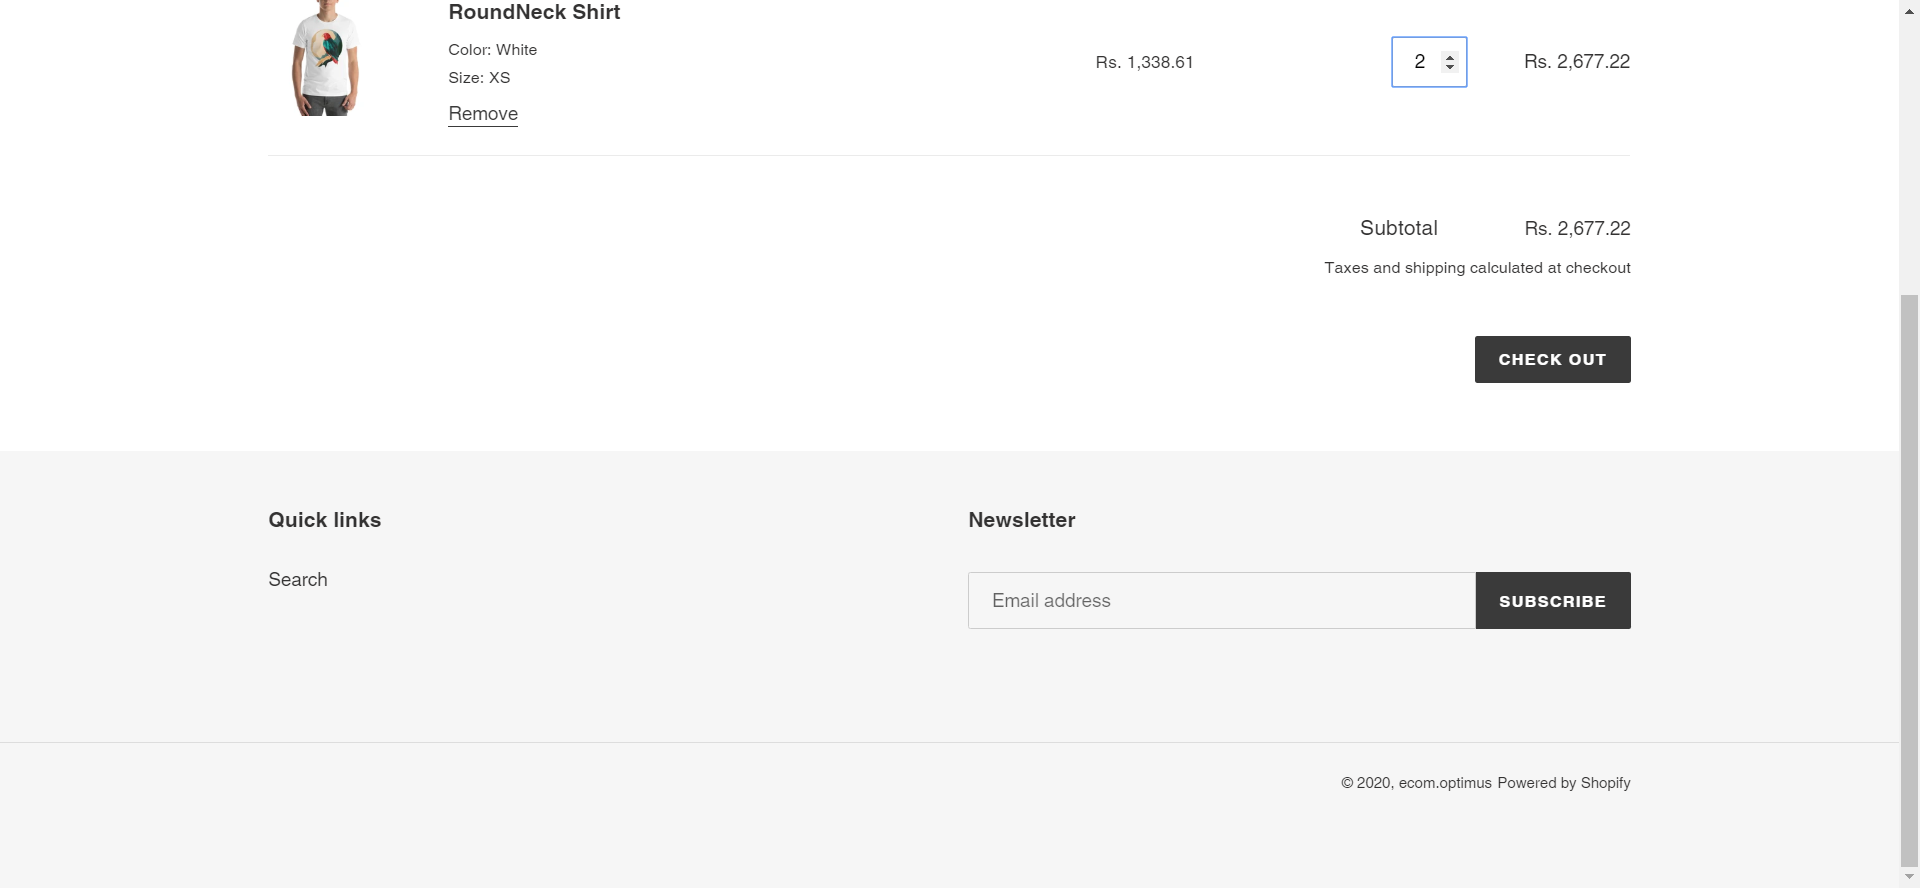 RoundNeck Shirt
Color: White
Size: XS
Remove
Rs. 1,338.61
2
Rs. 2,677.22
Subtotal Rs. 2,677.22
Taxes and shipping calculated at checkout
CHECK OUT
Quick links
Search
Newsletter
Email address
SUBSCRIBE
© 2020, ecom.optimus Powered by Shopify